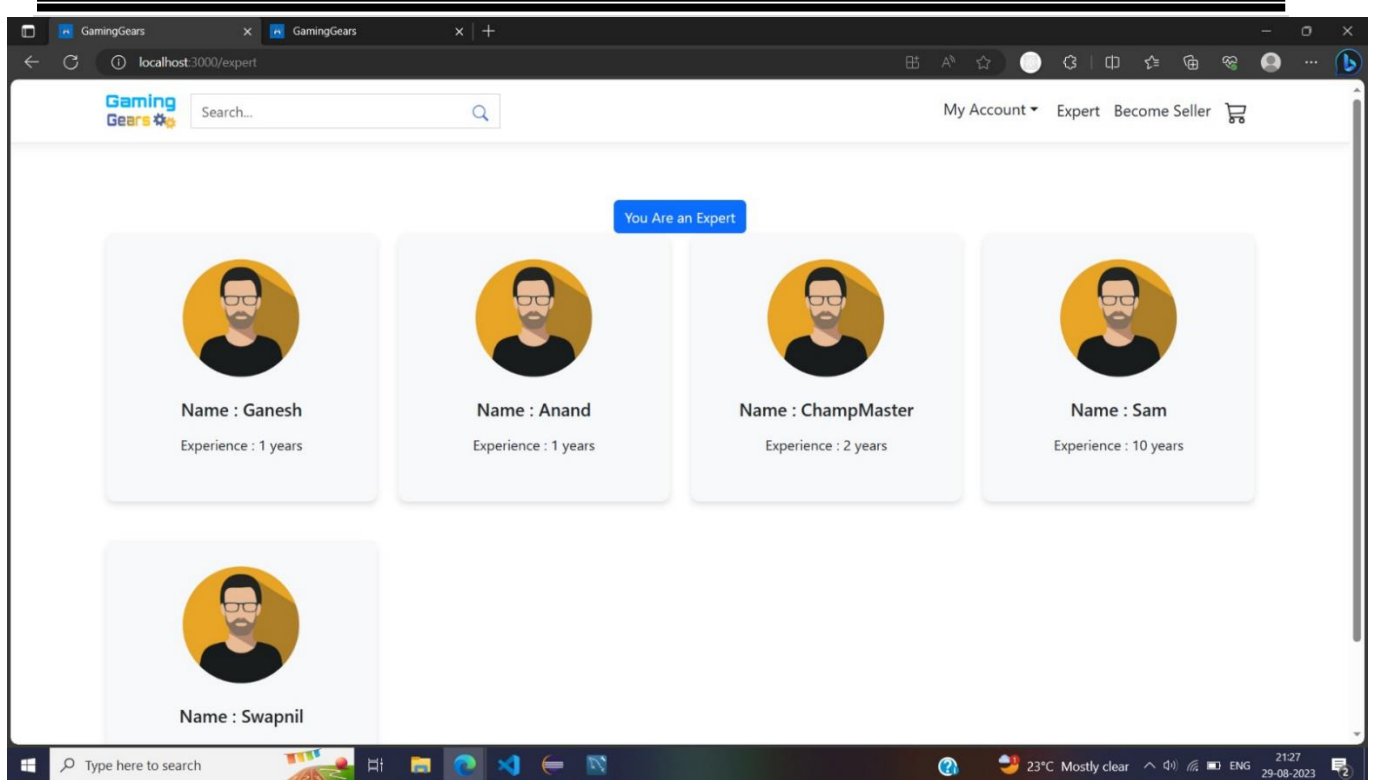 GamingGears
GamingGears
localhost:3000/expert
Gaming
Gears
Search...
My Account
Expert
Become Seller
You Are an Expert
Name : Ganesh
Experience : 1 years
Name : Anand
Experience : 1 years
Name : ChampMaster
Experience : 2 years
Name : Sam
Experience : 10 years
Name : Swapnil
Type here to search
23°C Mostly clear
ENG
21:27
29-08-2023
2